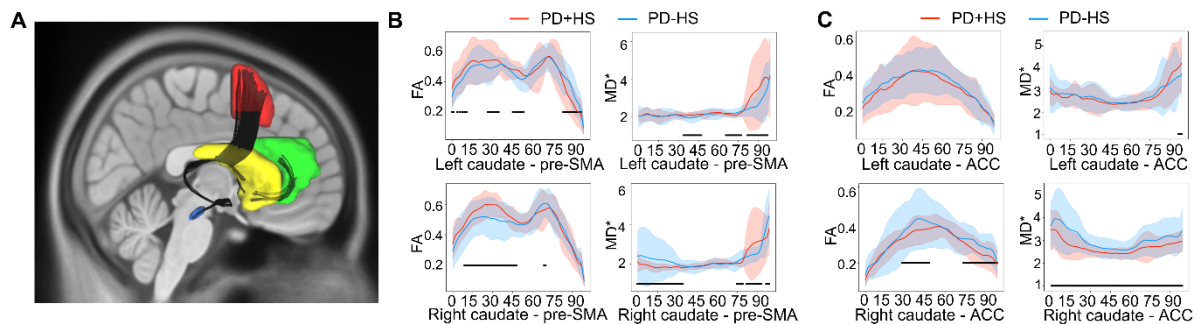 A
B
PD+HS PD-HS
FA
0.6
0.4
0.2
0 15 30 45 60 75 90
Left caudate - pre-SMA
MD*
6
4
2
0 15 30 45 60 75 90
Left caudate - pre-SMA
FA
0.6
0.4
0.2
0 15 30 45 60 75 90
Right caudate - pre-SMA
MD*
6
4
2
0 15 30 45 60 75 90
Right caudate - pre-SMA
C
PD+HS PD-HS
FA
0.6
0.4
0.2
0 15 30 45 60 75 90
Left caudate - ACC
MD*
5
4
3
2
1
0 15 30 45 60 75 90
Left caudate - ACC
FA
0.6
0.4
0.2
0 15 30 45 60 75 90
Right caudate - ACC
MD*
5
4
3
2
1
0 15 30 45 60 75 90
Right caudate - ACC